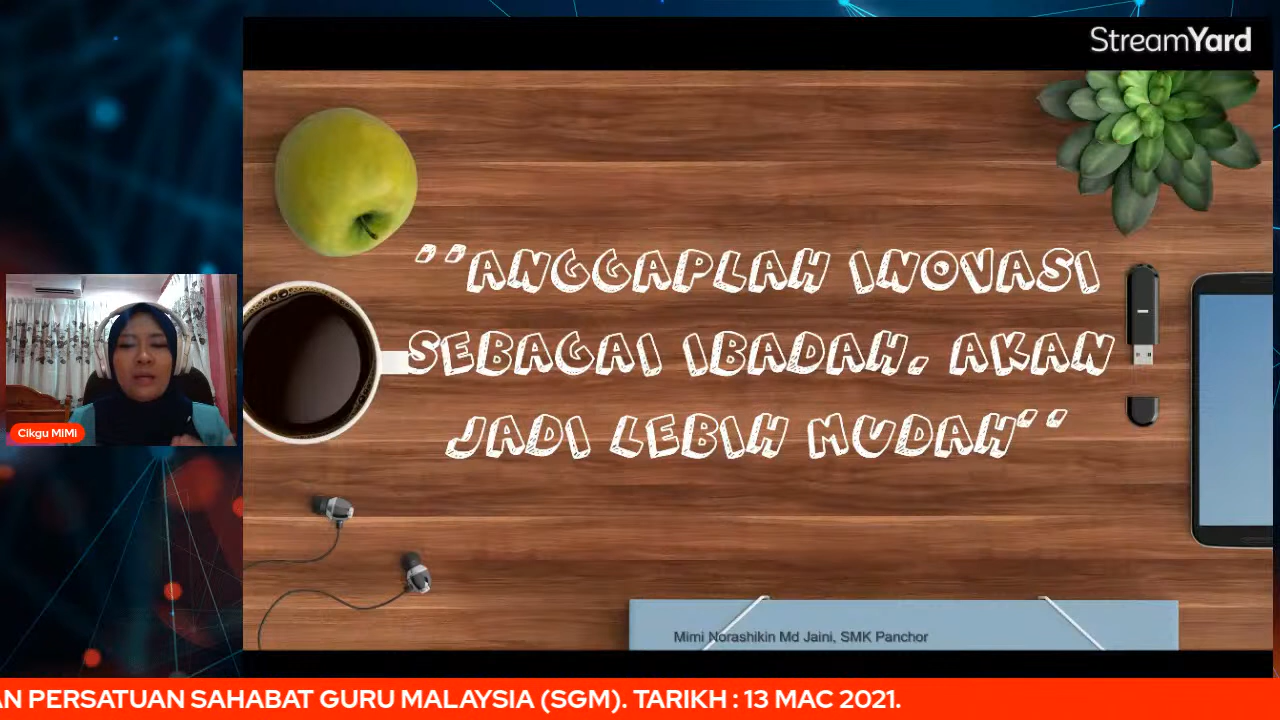 StreamYard
"ANGGAPLAH INOVASI
SEBAGAI IBADAH. AKAN
JADI LEBIH MUDAH"
Cikgu MiMi
Mimi Norashikin Md Jaini, SMK Panchor
AN PERSATUAN SAHABAT GURU MALAYSIA (SGM). TARIKH : 13 MAC 2021.